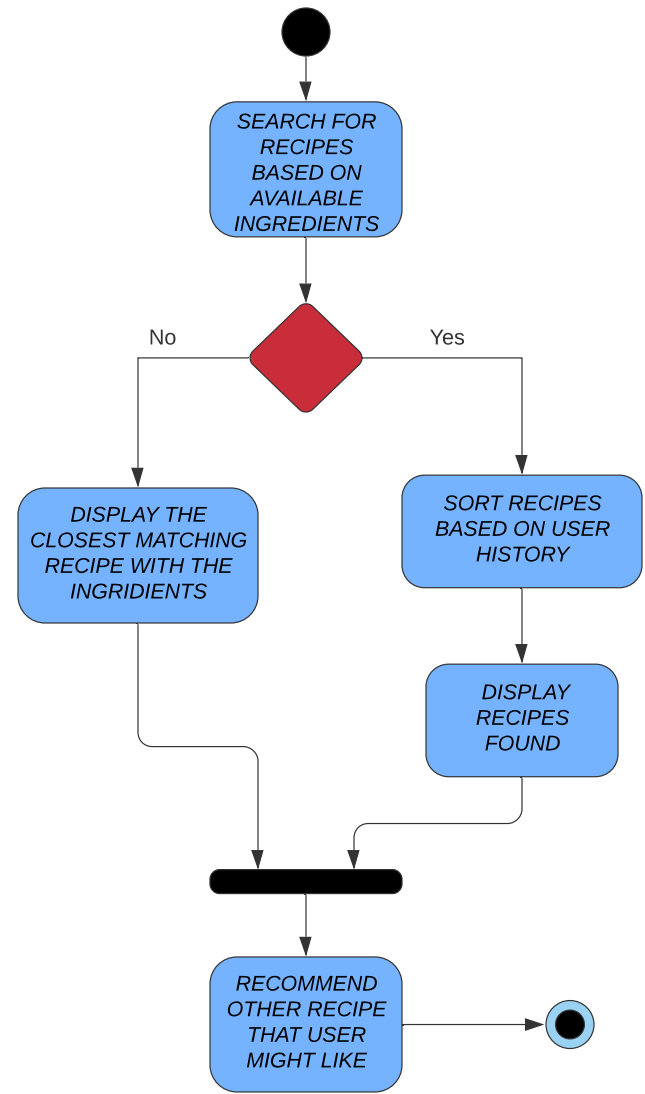 SEARCH FOR
RECIPES
BASED ON
AVAILABLE
INGREDIENTS
No
Yes
DISPLAY THE
CLOSEST MATCHING
RECIPE WITH THE
INGRIDIENTS
SORT RECIPES
BASED ON USER
HISTORY
DISPLAY
RECIPES
FOUND
RECOMMEND
OTHER RECIPE
THAT USER
MIGHT LIKE